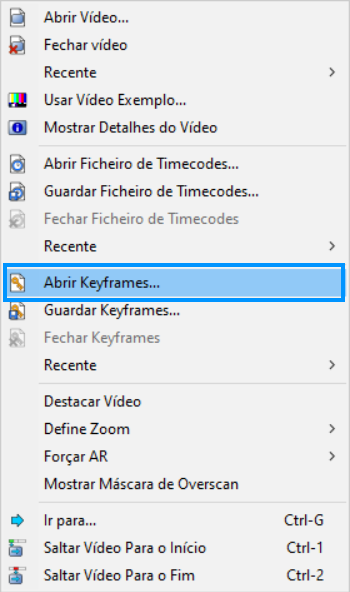 Abrir Vídeo...
Fechar vídeo
Recente
Usar Vídeo Exemplo...
Mostrar Detalhes do Vídeo
Abrir Ficheiro de Timecodes...
Guardar Ficheiro de Timecodes...
Fechar Ficheiro de Timecodes
Recente
Abrir Keyframes...
Guardar Keyframes...
Fechar Keyframes
Recente
Destacar Vídeo
Define Zoom
Forçar AR
Mostrar Máscara de Overscan
Ir para... Ctrl-G
Saltar Vídeo Para o Início Ctrl-1
Saltar Vídeo Para o Fim Ctrl-2